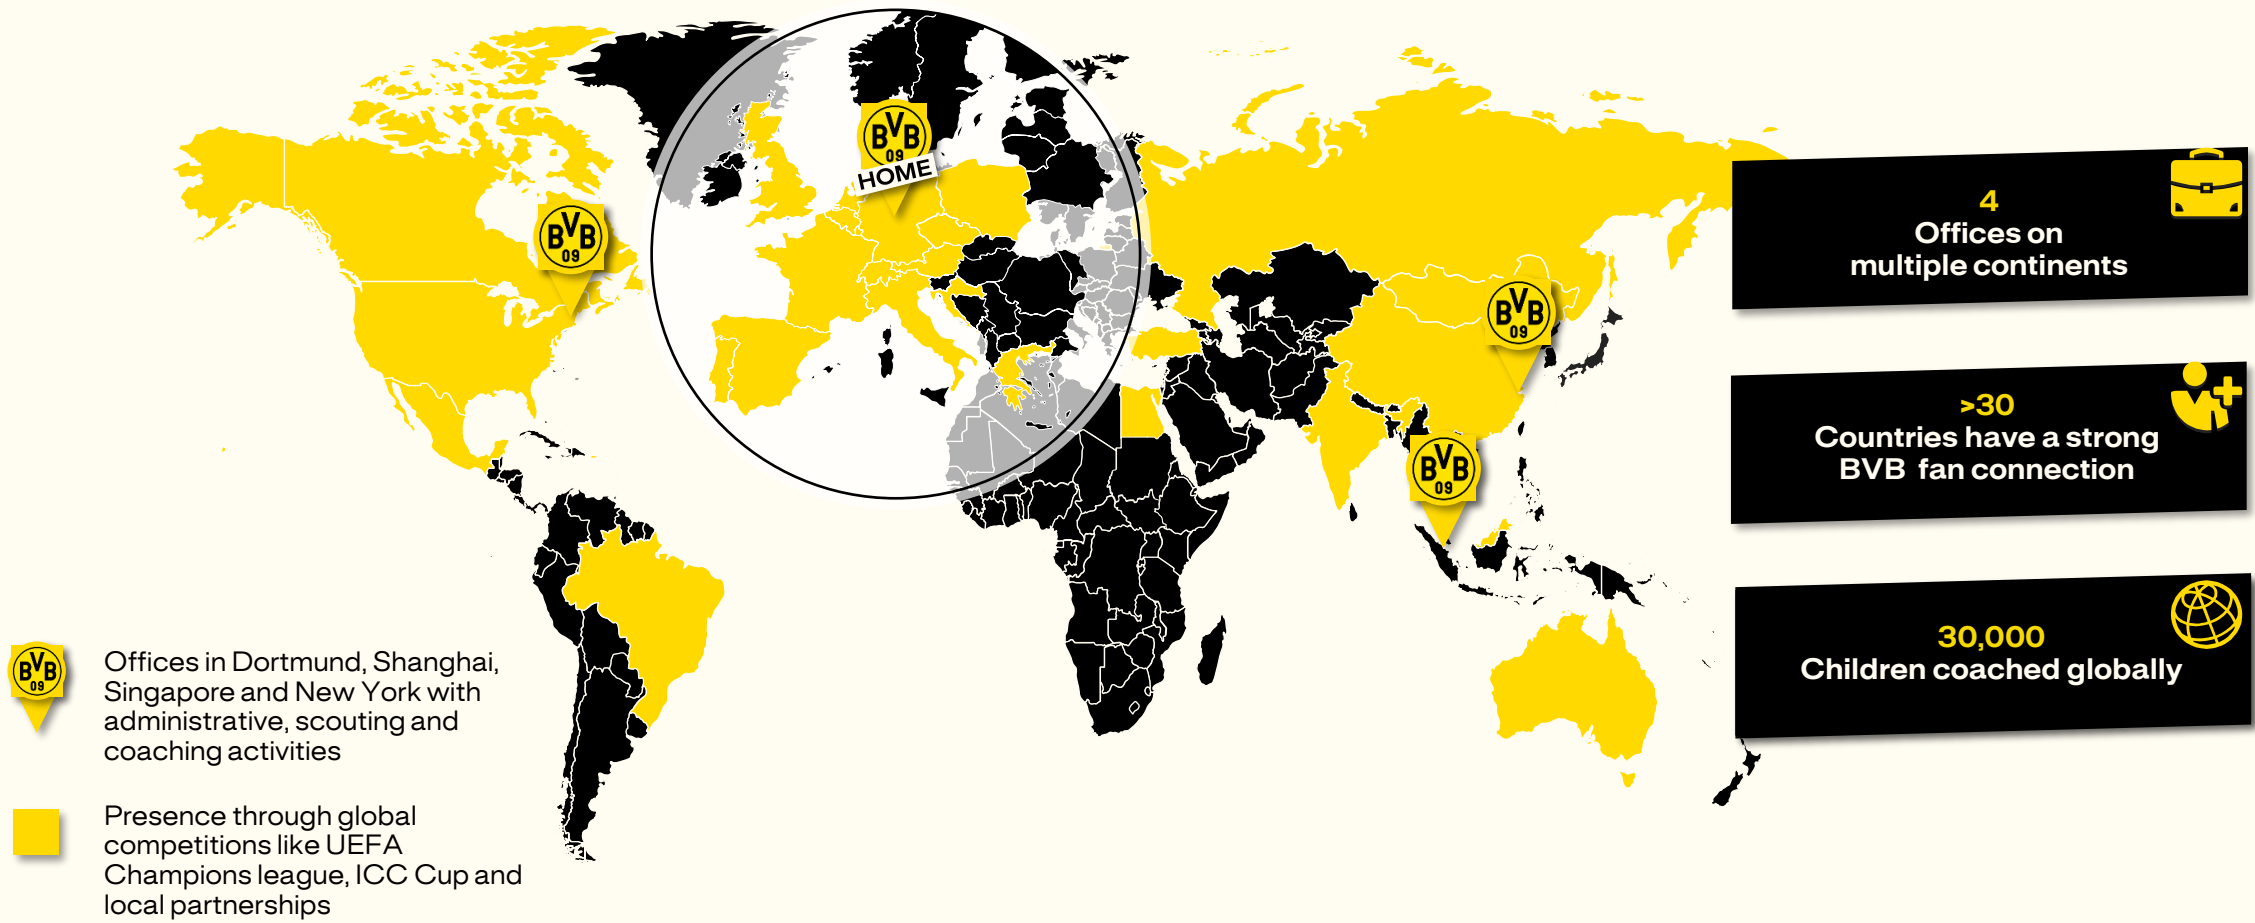 BVB
09
HOME
BVB
09
BVB
09
BVB
09
4
Offices on
multiple continents
>30
Countries have a strong
BVB fan connection
30,000
Children coached globally
BVB
09
Offices in Dortmund, Shanghai,
Singapore and New York with
administrative, scouting and
coaching activities
Presence through global
competitions like UEFA
Champions league, ICC Cup and
local partnerships